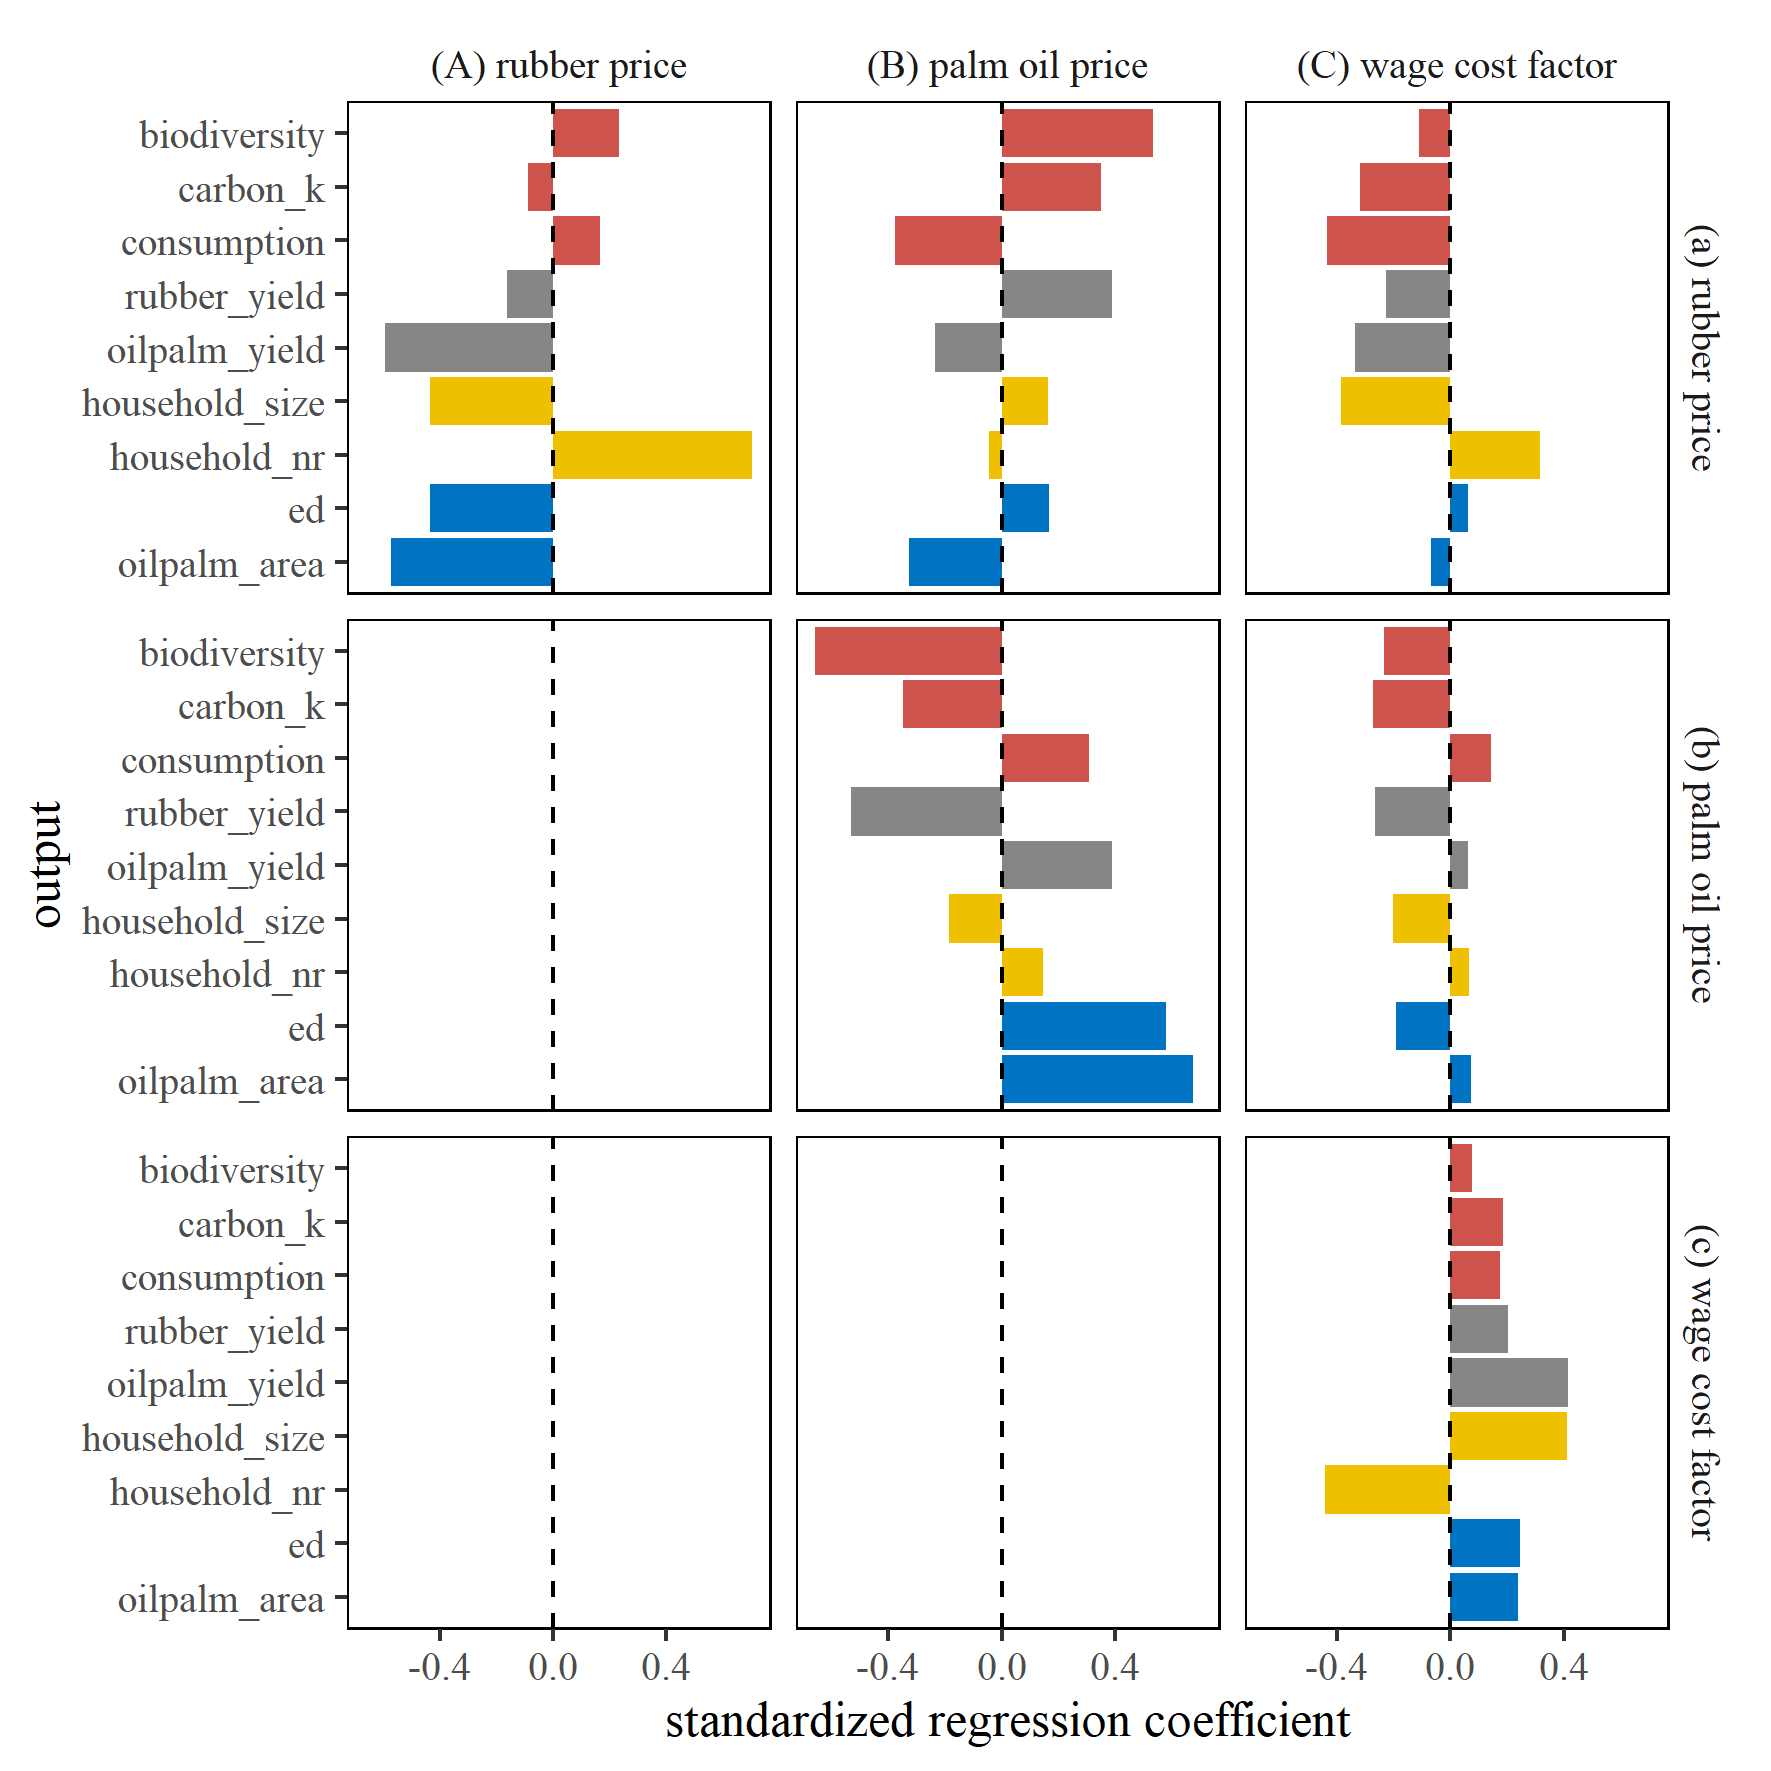 (A) rubber price
(B) palm oil price
(C) wage cost factor
biodiversity
carbon_k
consumption
rubber_yield
oilpalm_yield
household_size
household_nr
ed
oilpalm_area
(a) rubber price
biodiversity
carbon_k
consumption
rubber_yield
oilpalm_yield
household_size
household_nr
ed
oilpalm_area
(b) palm oil price
biodiversity
carbon_k
consumption
rubber_yield
oilpalm_yield
household_size
household_nr
ed
oilpalm_area
(c) wage cost factor
output
-0.4 0.0 0.4
-0.4 0.0 0.4
-0.4 0.0 0.4
standardized regression coefficient